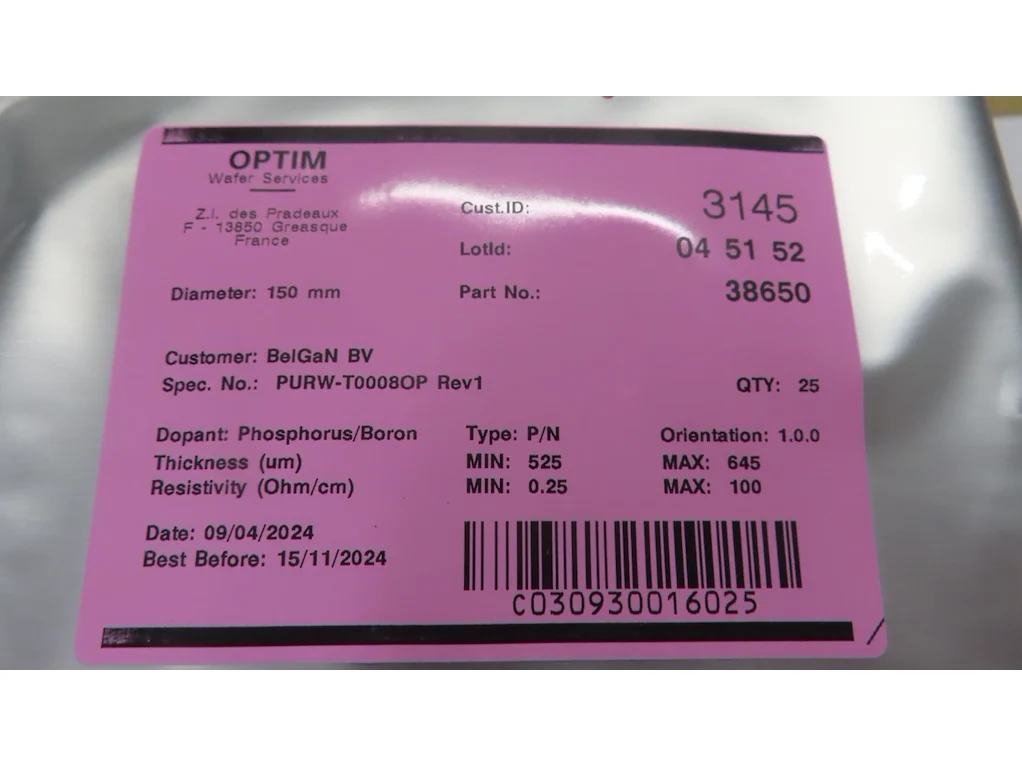 OPTIM
Wafer Services
Z.I. des Pradeaux
F - 13850 Greasque
France
Cust.ID: 3145
LotId: 04 51 52
Diameter: 150 mm Part No.: 38650
Customer: BelGaN BV
Spec. No.: PURW-T0008OP Rev1 QTY: 25
Dopant: Phosphorus/Boron Type: P/N Orientation: 1.0.0
Thickness (um) MIN: 525 MAX: 645
Resistivity (Ohm/cm) MIN: 0.25 MAX: 100
Date: 09/04/2024
Best Before: 15/11/2024
C030930016025